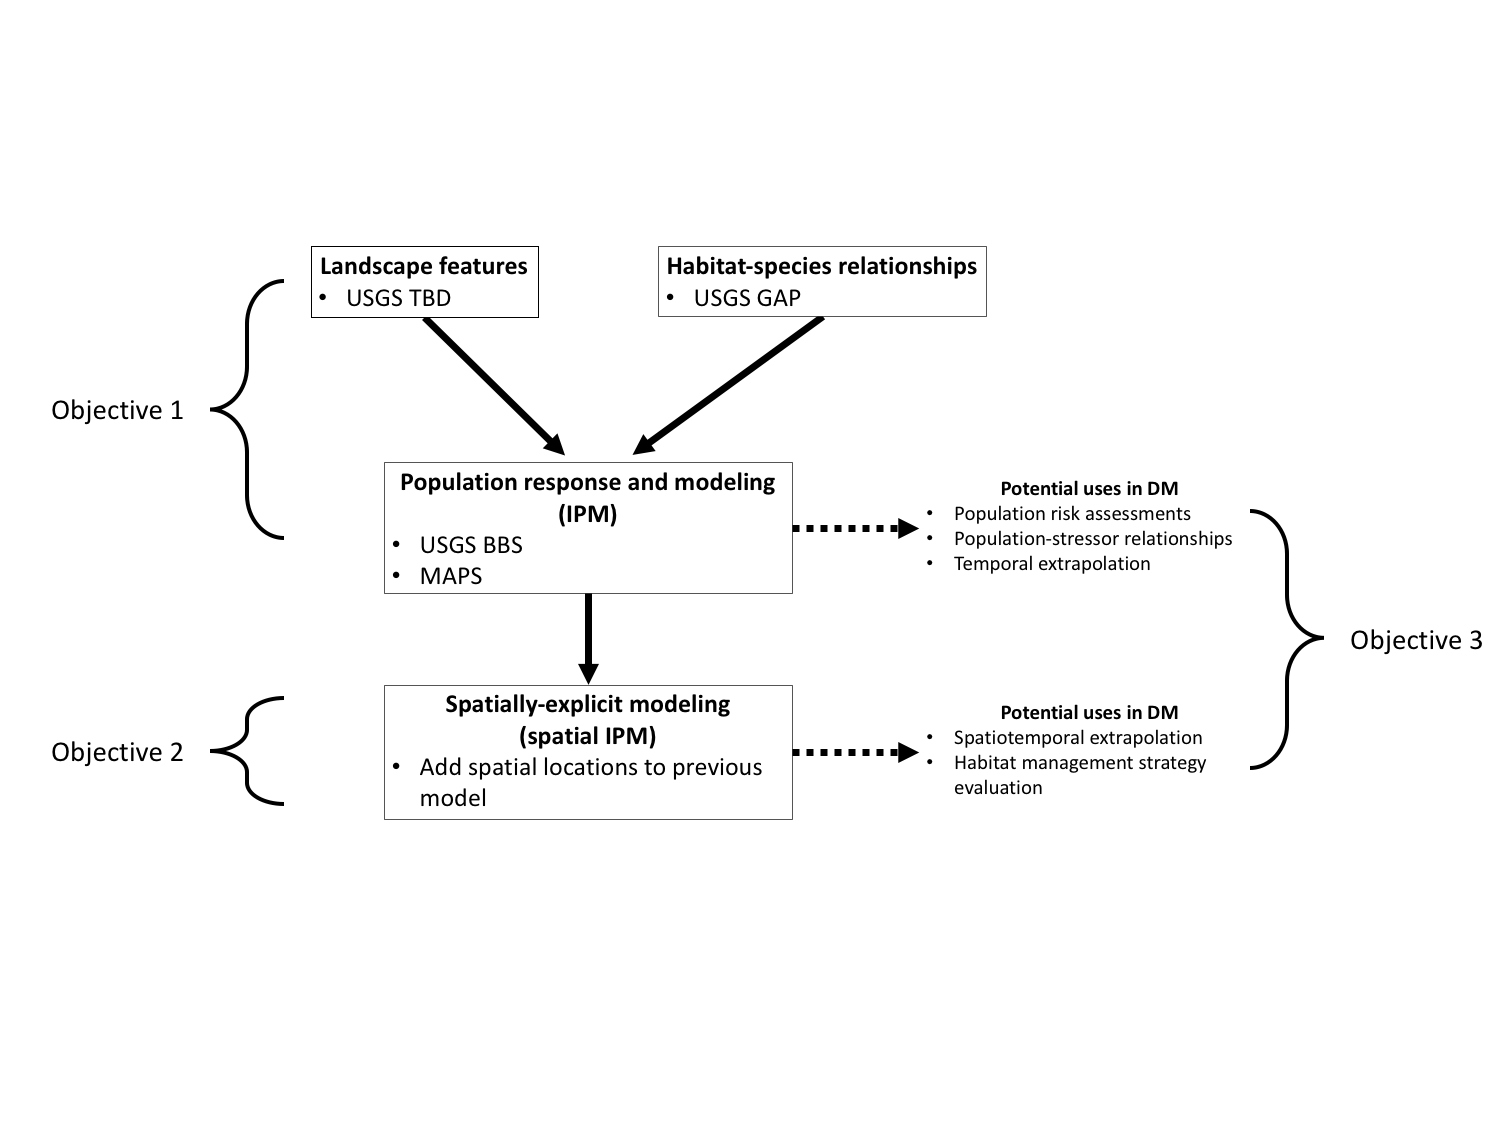 Landscape features
• USGS TBD
Habitat-species relationships
• USGS GAP
Objective 1
Population response and modeling
(IPM)
• USGS BBS
• MAPS
Potential uses in DM
• Population risk assessments
• Population-stressor relationships
• Temporal extrapolation
Objective 3
Objective 2
Spatially-explicit modeling
(spatial IPM)
• Add spatial locations to previous
model
Potential uses in DM
• Spatiotemporal extrapolation
• Habitat management strategy
evaluation